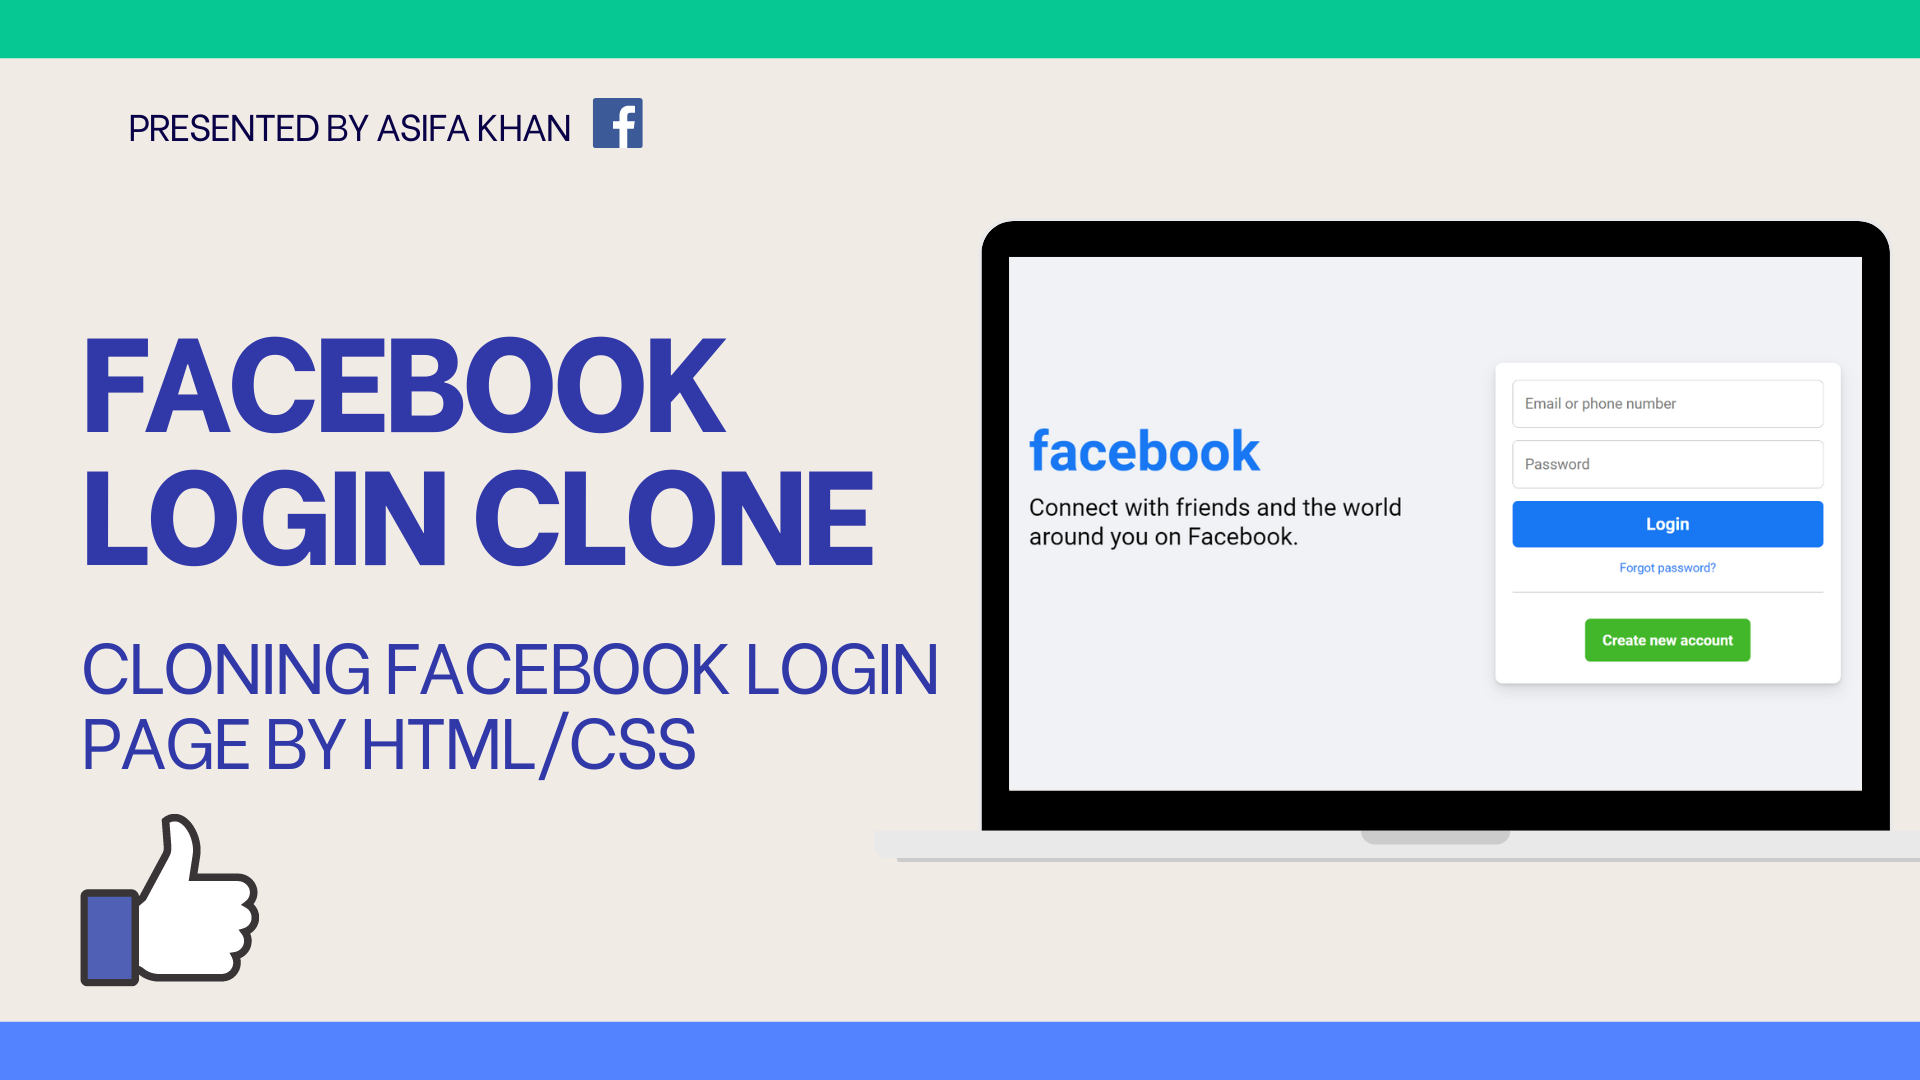 PRESENTED BY ASIFA KHAN
FACEBOOK
LOGIN CLONE
CLONING FACEBOOK LOGIN
PAGE BY HTML/CSS
facebook
Connect with friends and the world
around you on Facebook.
Email or phone number
Password
Login
Forgot password?
Create new account